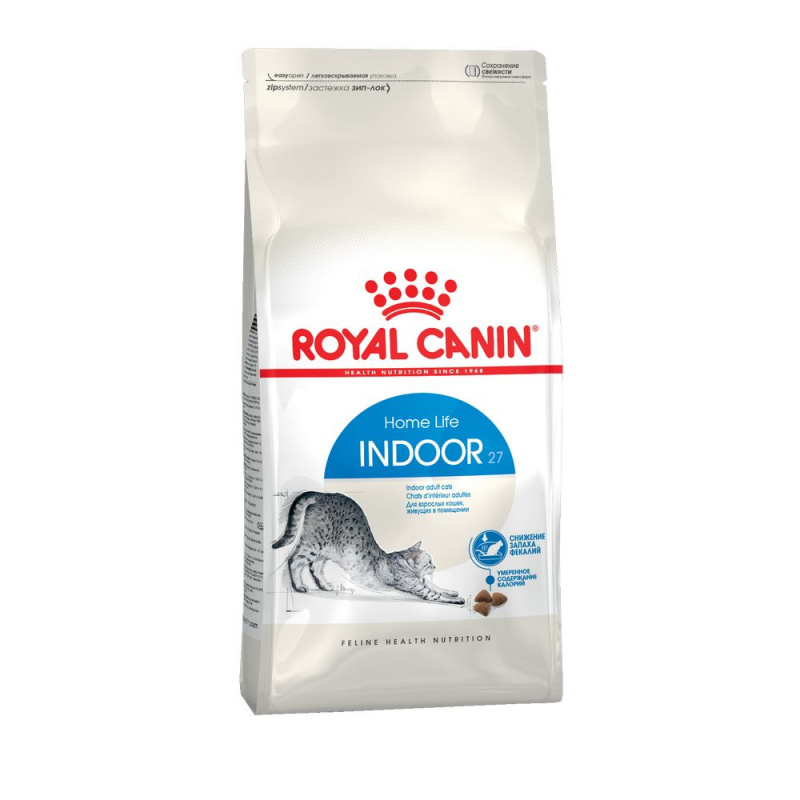 easyopen / легковскрываемая упаковка
zipsystem/застежка зип-лок
Сохранение
свежести
ROYAL CANIN®
HEALTH NUTRITION SINCE 1968
Home Life
INDOOR 27
Indoor adult cats
Chats d'intérieur adultes
Для взрослых кошек,
живущих в помещении
СНИЖЕНИЕ
ЗАПАХА
ФЕКАЛИЙ
УМЕРЕННОЕ
СОДЕРЖАНИЕ
КАЛОРИЙ
FELINE HEALTH NUTRITION